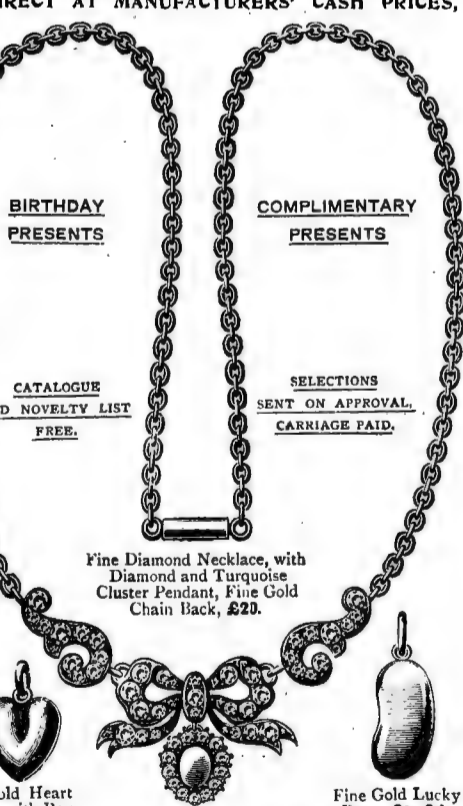 DIRECT AT MANUFACTURERS' CASH PRICES,
BIRTHDAY
PRESENTS
COMPLIMENTARY
PRESENTS
CATALOGUE
D NOVELTY LIST
FREE.
SELECTIONS
SENT ON APPROVAL,
CARRIAGE PAID.
Fine Diamond Necklace, with
Diamond and Turquoise
Cluster Pendant, Fine Gold
Chain Back, £20.
old Heart
Fine Gold Lucky